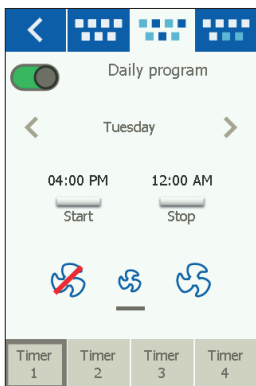 Daily program
Tuesday
04:00 PM 12:00 AM
Start Stop
Timer Timer Timer Timer
1 2 3 4